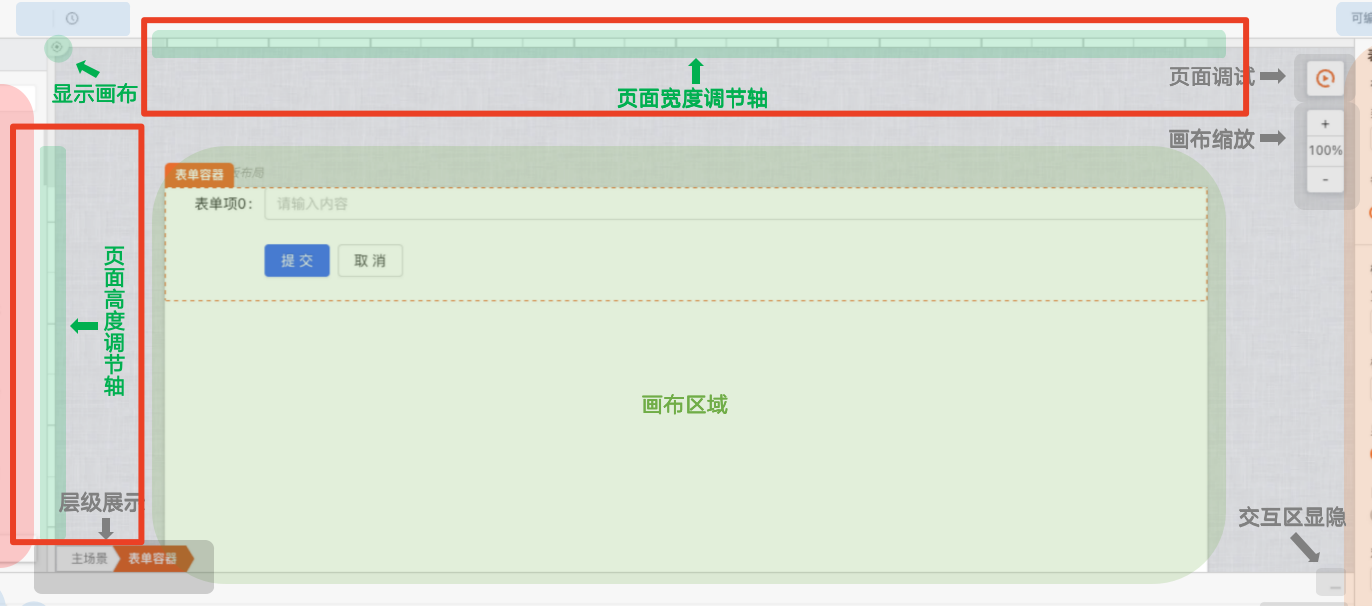 可编
显示画布
页面宽度调节轴
页面调试
画布缩放
+
100%
-
表单容器
面布局
表单项0:
请输入内容
提 交
取 消
页面高度调节轴
画布区域
层级展示
主场景
表单容器
交互区显隐